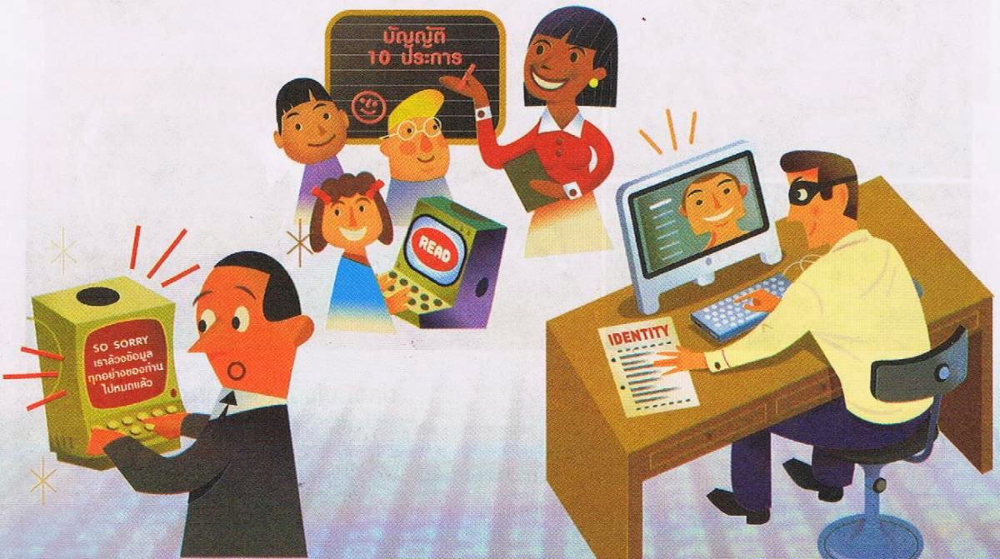 บัญญัติ
10 ประการ
READ
SO SORRY
เราล้วงข้อมูล
ทุกอย่างของท่าน
ไปหมดแล้ว
IDENTITY